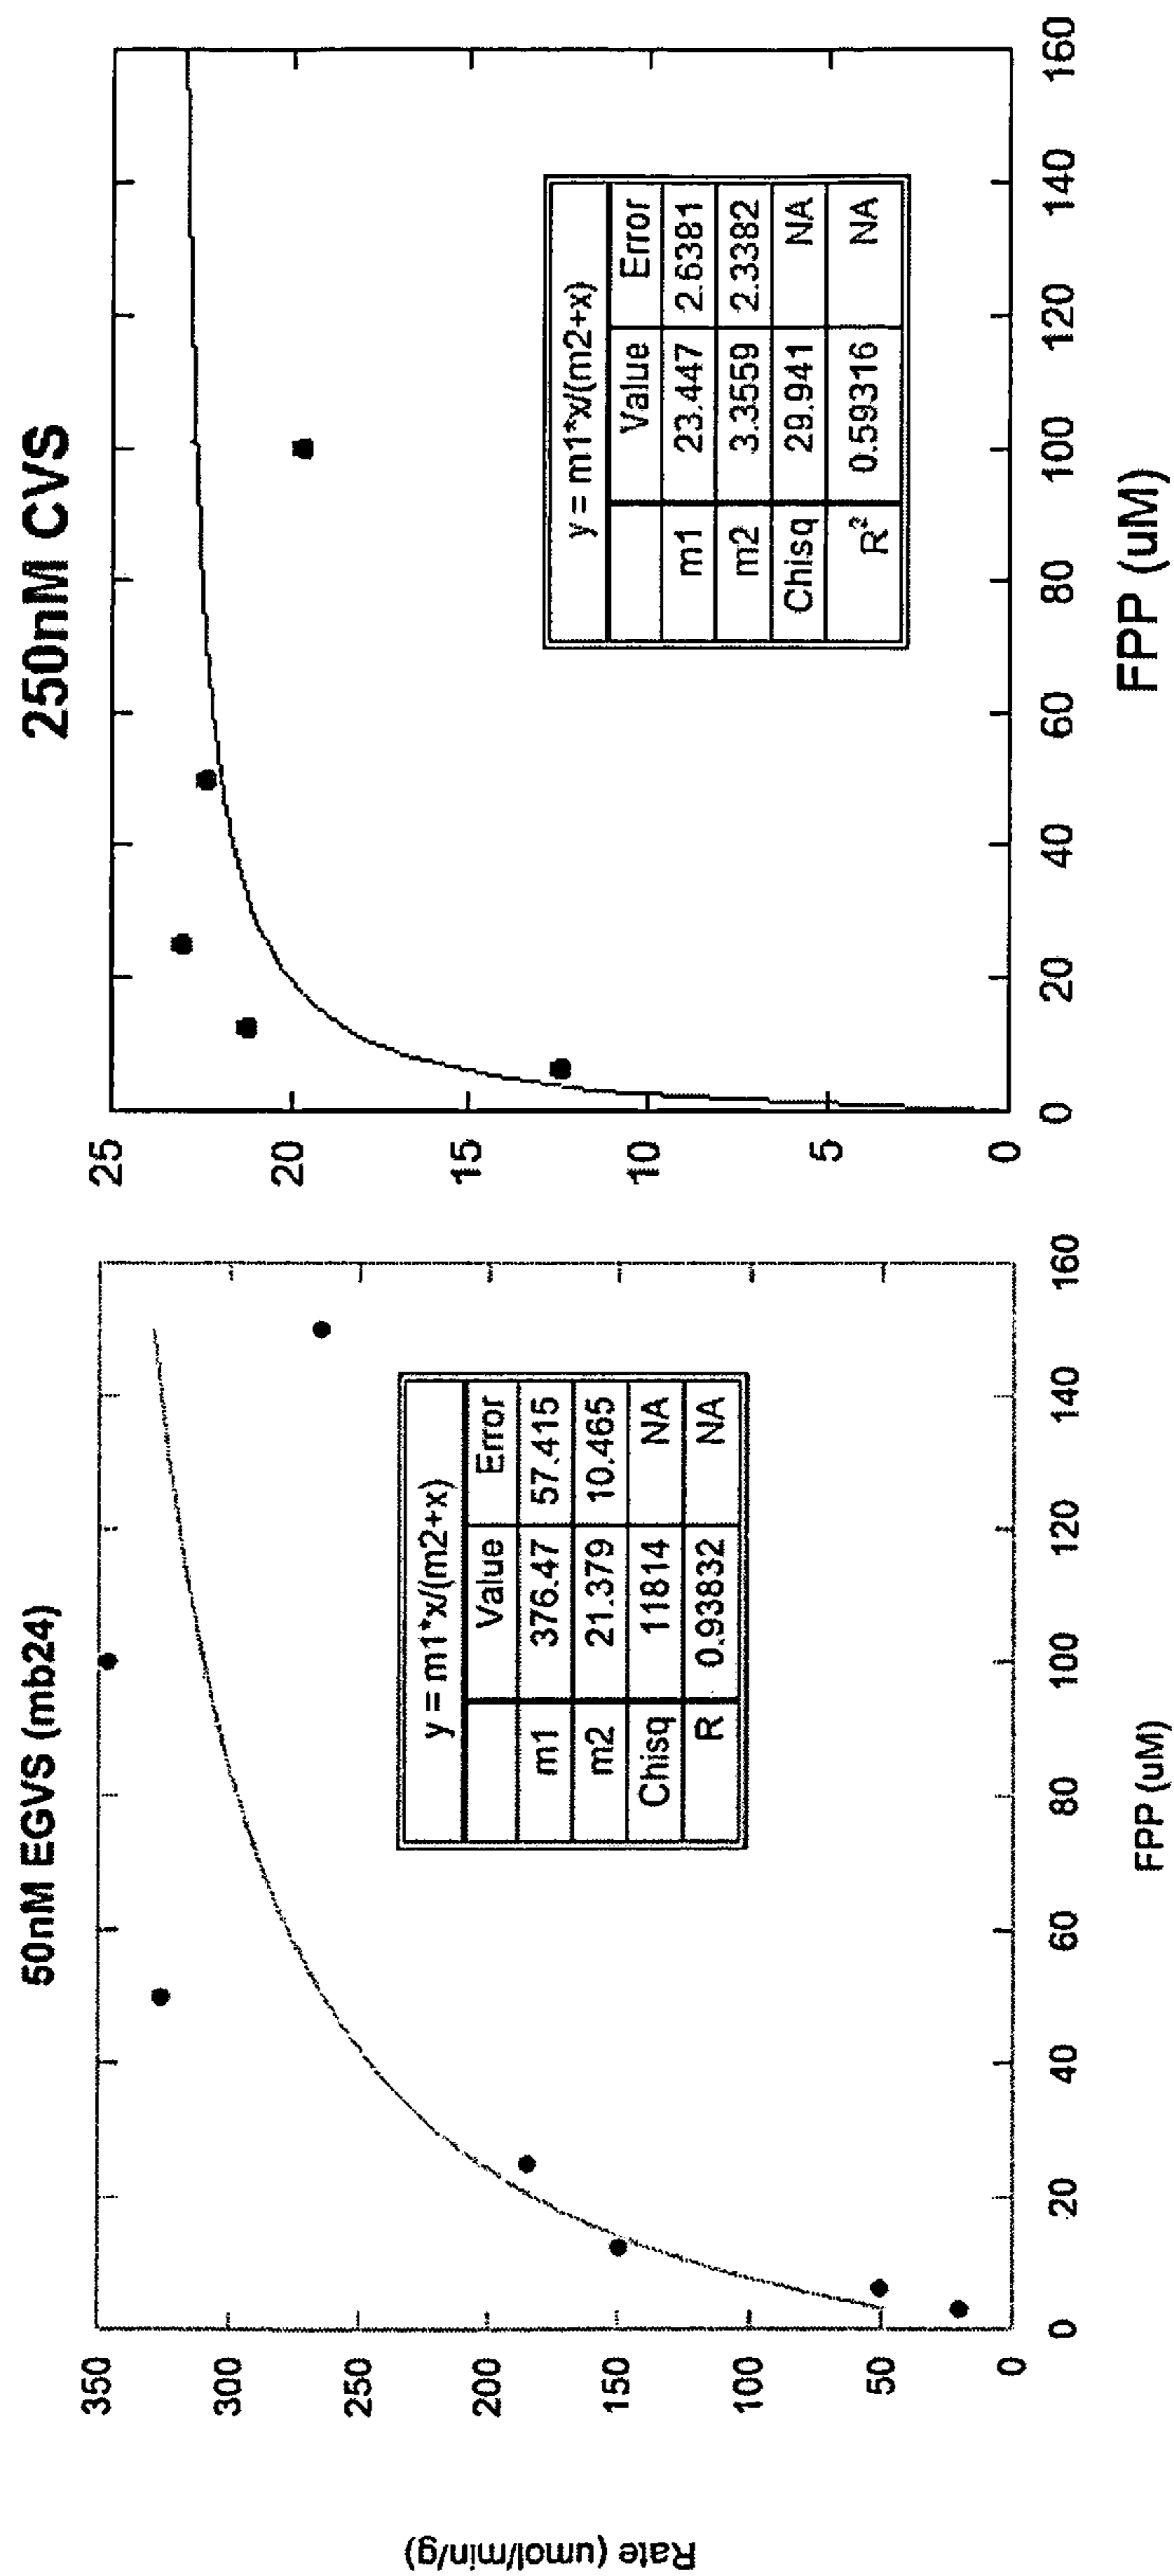 50nM EGVS (mb24)
Rate (umol/min/g)
350
300
250
200
150
100
50
0
y = m1*x/(m2+x)
Value Error
m1 376.47 57.415
m2 21.379 10.465
Chisq 11814 NA
R 0.93832 NA
0 20 40 60 80 100 120 140 160
FPP (uM)
250nM CVS
25
20
15
10
5
0
y = m1*x/(m2+x)
Value Error
m1 23.447 2.6381
m2 3.3559 2.3382
Chisq 29.941 NA
R² 0.59316 NA
0 20 40 60 80 100 120 140 160
FPP (uM)